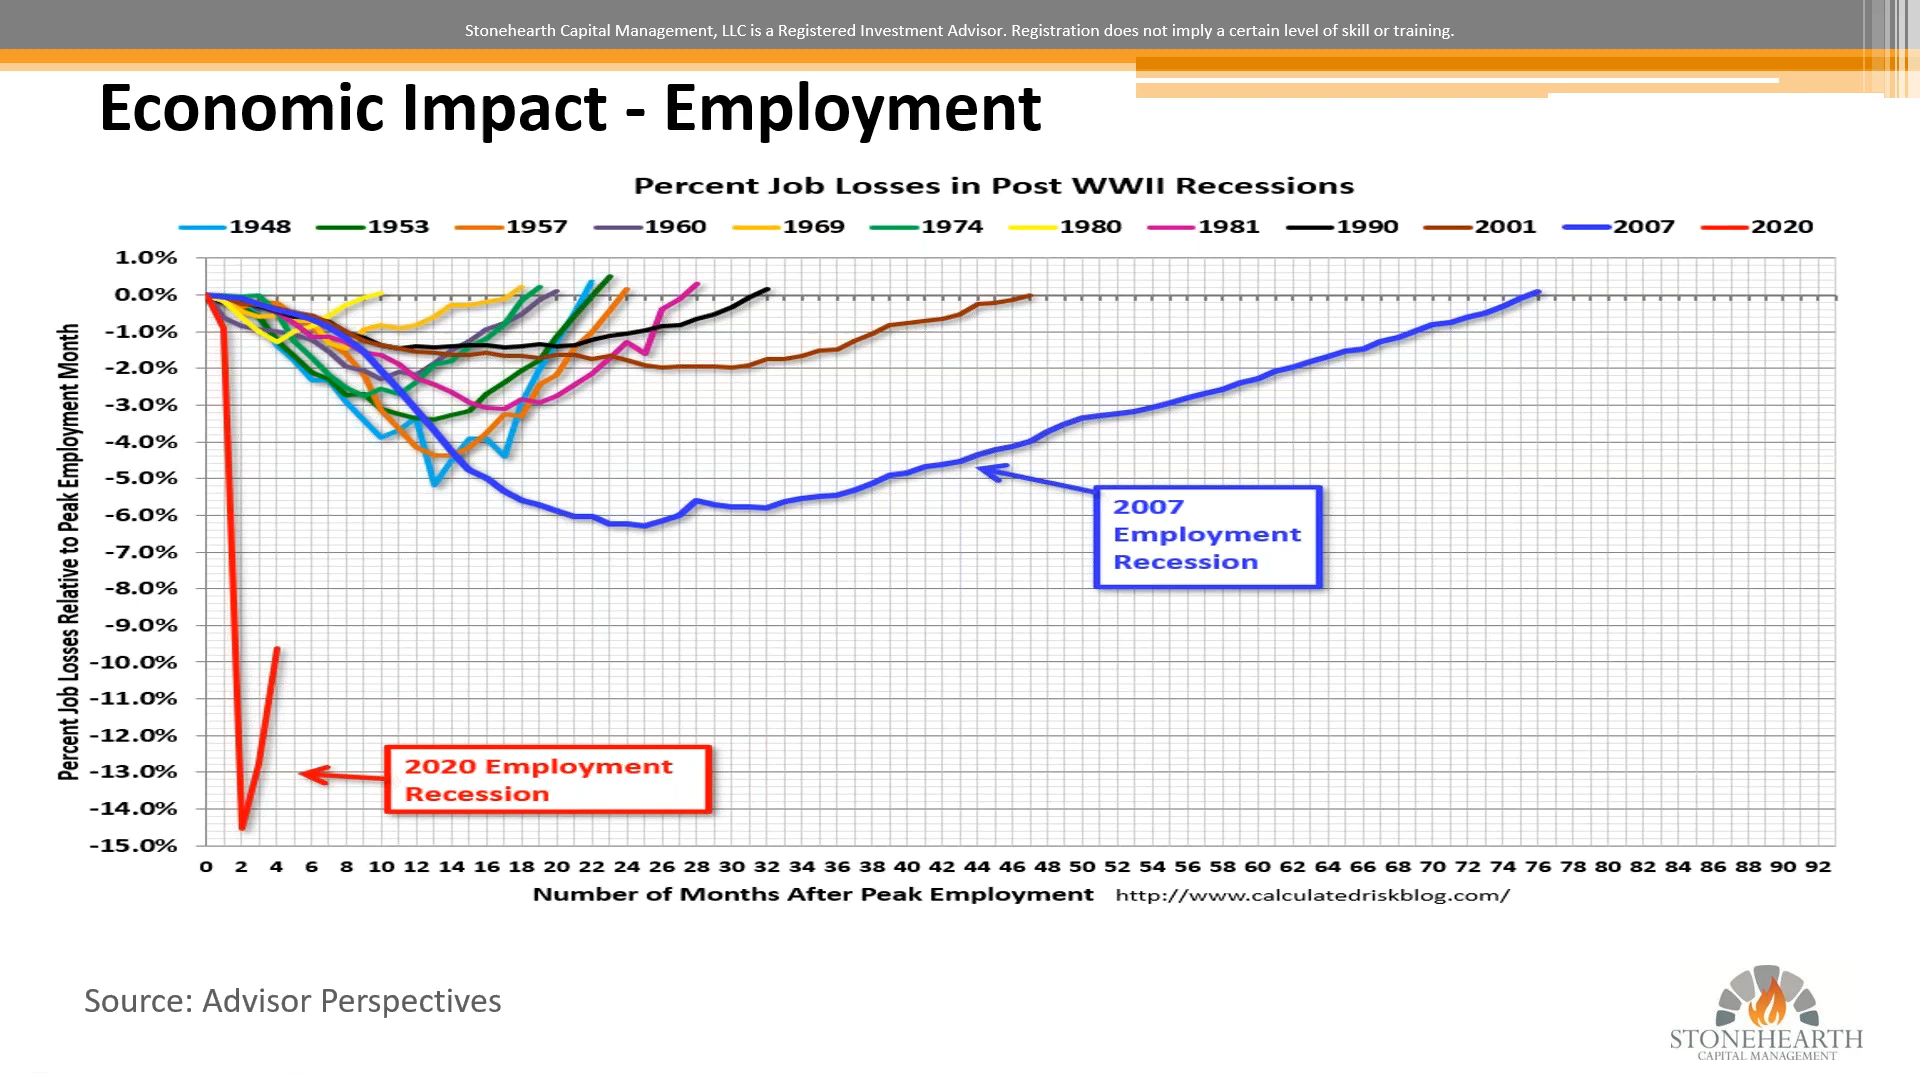 Stonehearth Capital Management, LLC is a Registered Investment Advisor. Registration does not imply a certain level of skill or training.
Economic Impact - Employment
Percent Job Losses in Post WWII Recessions
1948 1953 1957 1960 1969 1974 1980 1981 1990 2001 2007 2020
Percent Job Losses Relative to Peak Employment Month
1.0%
0.0%
-1.0%
-2.0%
-3.0%
-4.0%
-5.0%
-6.0%
-7.0%
-8.0%
-9.0%
-10.0%
-11.0%
-12.0%
-13.0%
-14.0%
-15.0%
2007
Employment
Recession
2020 Employment
Recession
0 2 4 6 8 10 12 14 16 18 20 22 24 26 28 30 32 34 36 38 40 42 44 46 48 50 52 54 56 58 60 62 64 66 68 70 72 74 76 78 80 82 84 86 88 90 92
Number of Months After Peak Employment http://www.calculatedriskblog.com/
Source: Advisor Perspectives
STONEHEARTH
CAPITAL MANAGEMENT